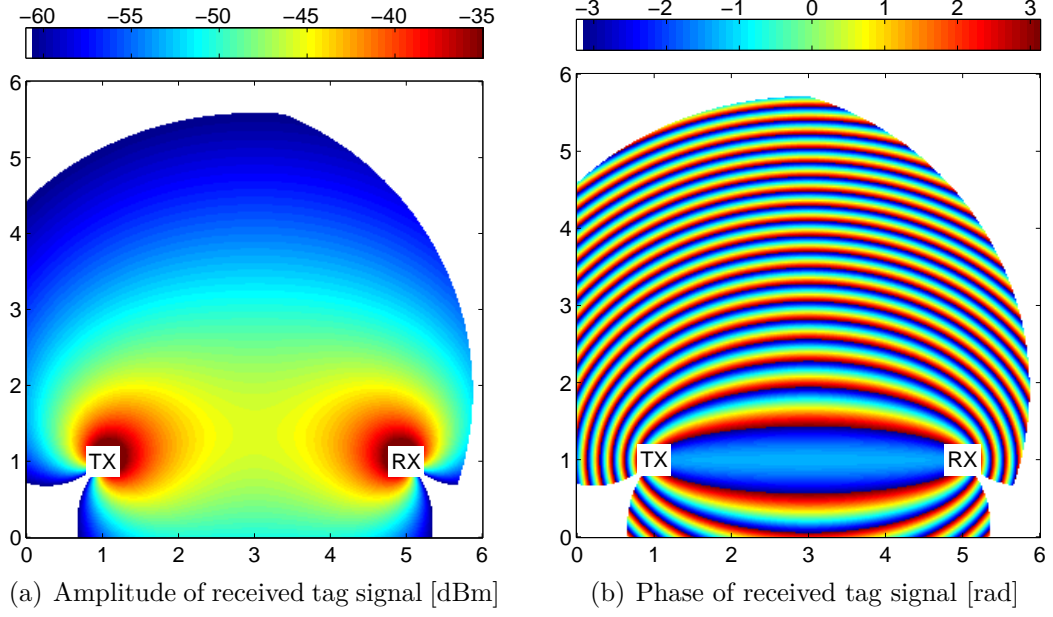 −60 −55 −50 −45 −40 −35
−3 −2 −1 0 1 2 3
6
5
4
3
2
1
0
TX
RX
0 1 2 3 4 5 6
6
5
4
3
2
1
0
TX
RX
0 1 2 3 4 5 6
(a) Amplitude of received tag signal [dBm]
(b) Phase of received tag signal [rad]